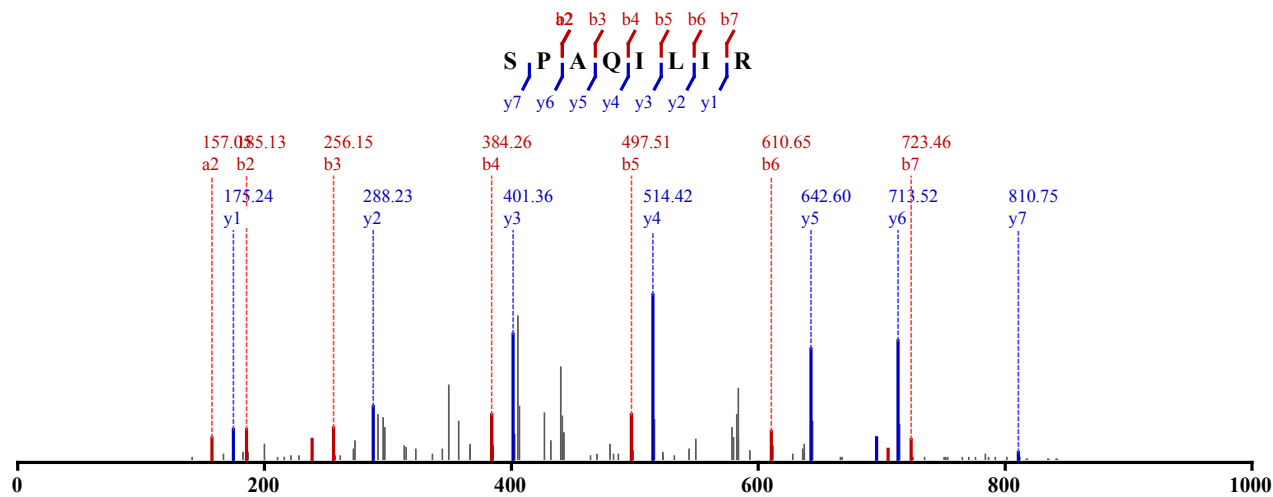 a2 b2 b3 b4 b5 b6 b7
S P A Q I L I R
y7 y6 y5 y4 y3 y2 y1
157.05 185.13 256.15 384.26 497.51 610.65 723.46
a2 b2 b3 b4 b5 b6 b7
175.24 288.23 401.36 514.42 642.60 713.52 810.75
y1 y2 y3 y4 y5 y6 y7
0 200 400 600 800 1000